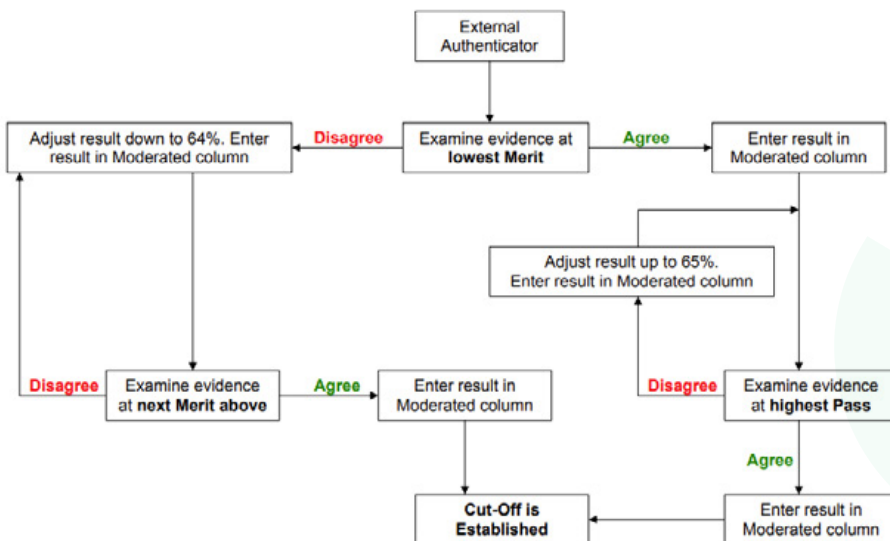 External
Authenticator
Adjust result down to 64%. Enter
result in Moderated column
Disagree
Examine evidence at
lowest Merit
Agree
Enter result in
Moderated column
Adjust result up to 65%.
Enter result in Moderated column
Disagree
Examine evidence
at next Merit above
Agree
Enter result in
Moderated column
Disagree
Examine evidence
at highest Pass
Agree
Cut-Off is
Established
Enter result in
Moderated column